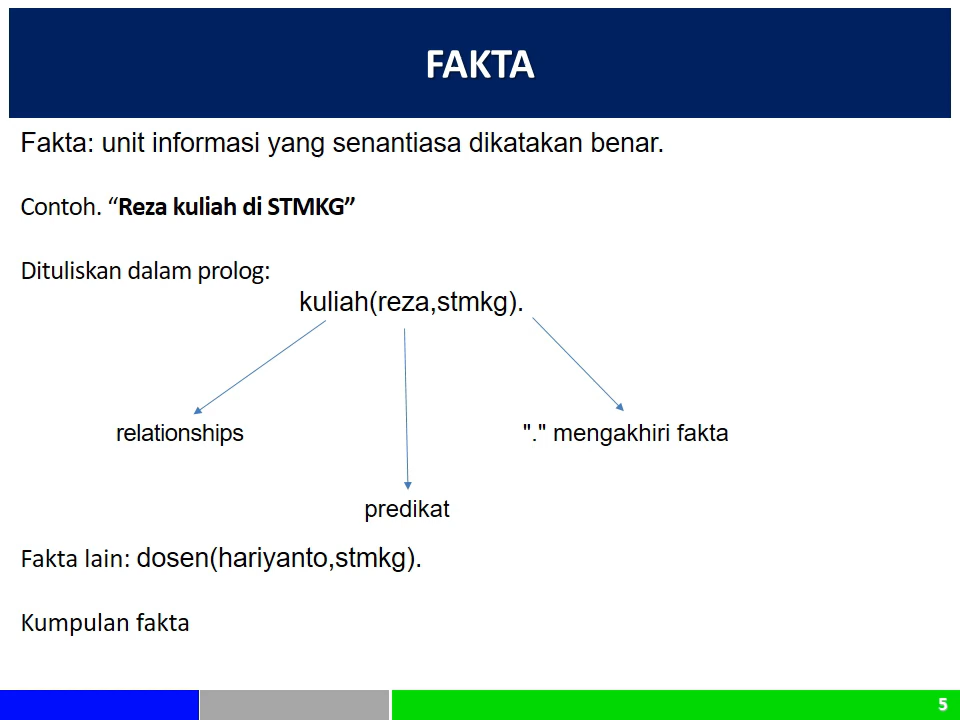 FAKTA
Fakta: unit informasi yang senantiasa dikatakan benar.
Contoh. “Reza kuliah di STMKG”
Dituliskan dalam prolog:
kuliah(reza,stmkg).
relationships
"." mengakhiri fakta
predikat
Fakta lain: dosen(hariyanto,stmkg).
Kumpulan fakta
5